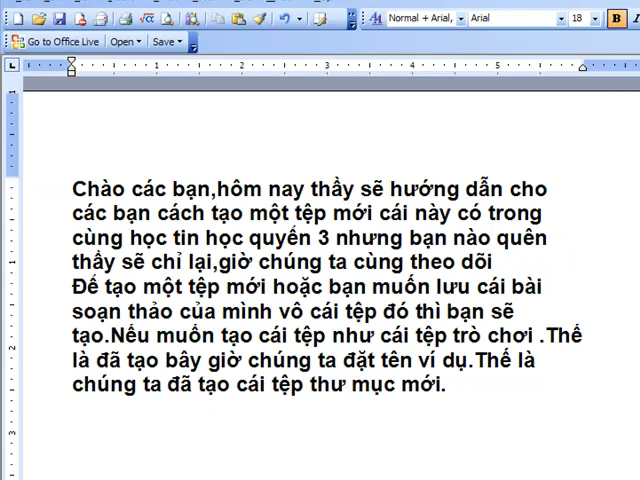 Go to Office Live Open Save
Normal + Arial, Arial 18 B
1 2 3 4 5
Chào các bạn,hôm nay thầy sẽ hướng dẫn cho
các bạn cách tạo một tệp mới cái này có trong
cùng học tin học quyển 3 nhưng bạn nào quên
thầy sẽ chỉ lại,giờ chúng ta cùng theo dõi
Để tạo một tệp mới hoặc bạn muốn lưu cái bài
soạn thảo của mình vô cái tệp đó thì bạn sẽ
tạo.Nếu muốn tạo cái tệp như cái tệp trò chơi .Thế
là đã tạo bây giờ chúng ta đặt tên ví dụ.Thế là
chúng ta đã tạo cái tệp thư mục mới.